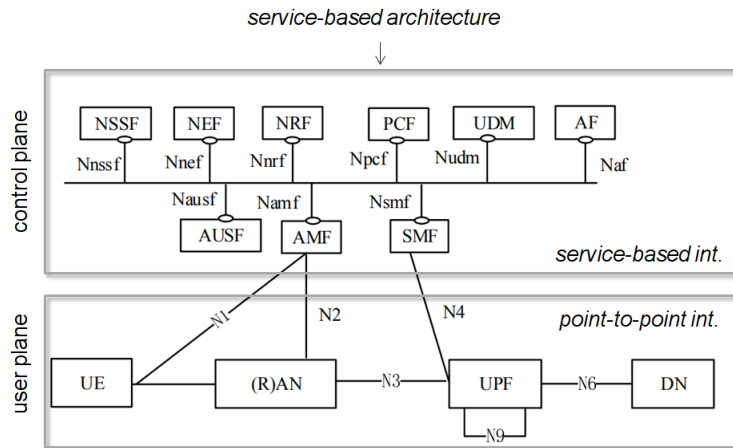 service-based architecture
control plane
NSSF
NEF
NRF
PCF
UDM
AF
Nnssf
Nnef
Nnrf
Npcf
Nudm
Naf
Nausf
Namf
Nsmf
AUSF
AMF
SMF
service-based int.
user plane
N1
N2
N4
point-to-point int.
UE
(R)AN
N3
UPF
N6
DN
N9